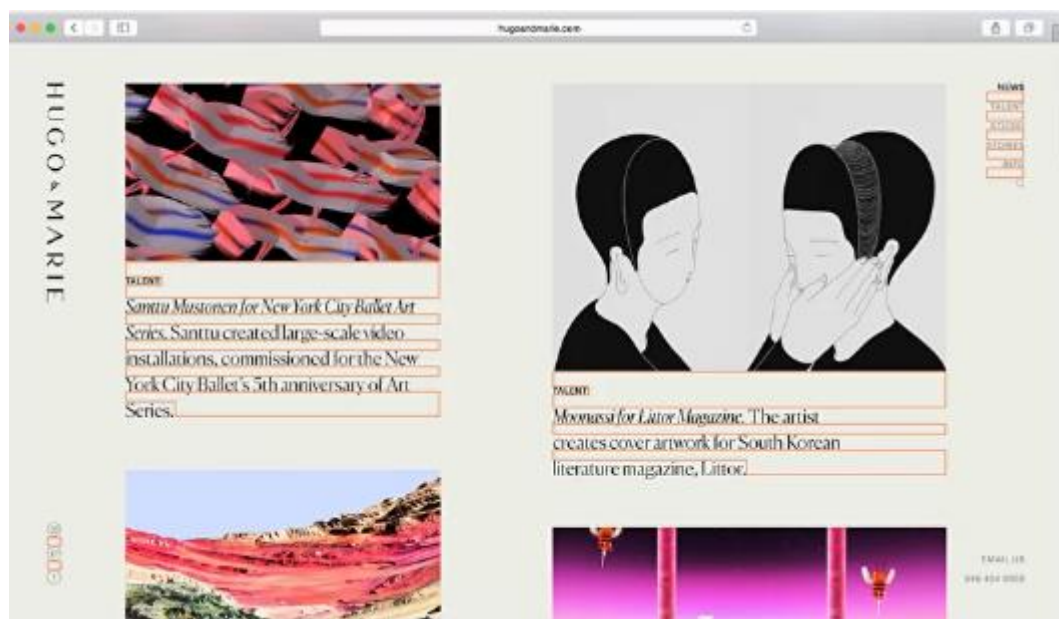 hugoandmarie.com
HUGO & MARIE
NEWS
TALENT
STORIES
INFO
TALENT
Santtu Mustonen for New York City Ballet Art
Series. Santtu created large-scale video
installations, commissioned for the New
York City Ballet's 5th anniversary of Art
Series.
TALENT
Moonassi for Littor Magazine. The artist
creates cover artwork for South Korean
literature magazine, Littor.
EMAIL US